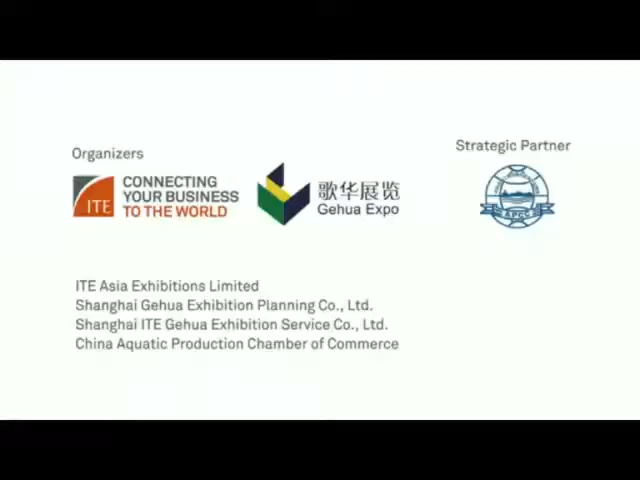 Organizers
Strategic Partner
ITE
CONNECTING
YOUR BUSINESS
TO THE WORLD
歌华展览
Gehua Expo
APCC
ITE Asia Exhibitions Limited
Shanghai Gehua Exhibition Planning Co., Ltd.
Shanghai ITE Gehua Exhibition Service Co., Ltd.
China Aquatic Production Chamber of Commerce